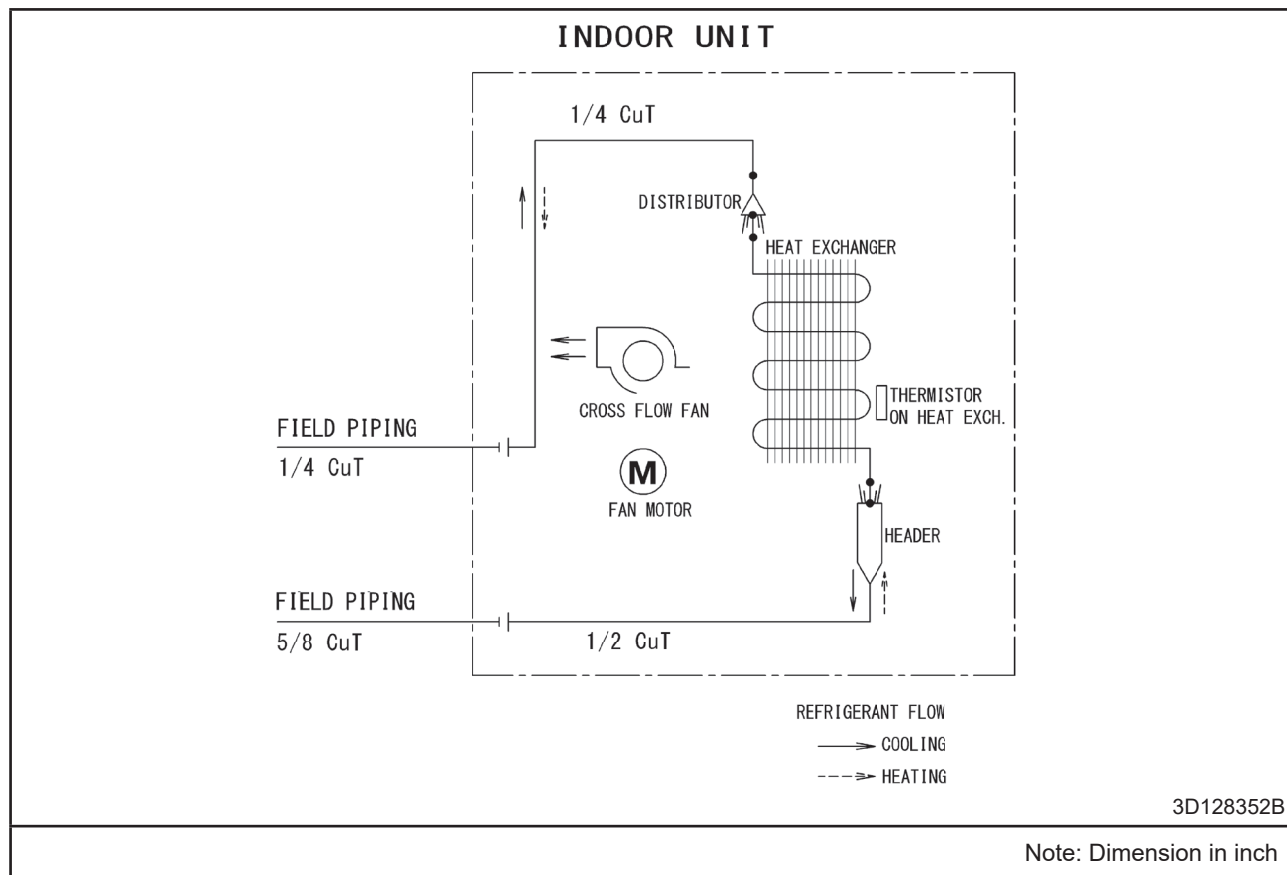 INDOOR UNIT
1/4 CuT
DISTRIBUTOR
HEAT EXCHANGER
THERMISTOR
ON HEAT EXCH.
CROSS FLOW FAN
FIELD PIPING
1/4 CuT
M
FAN MOTOR
HEADER
FIELD PIPING
5/8 CuT
1/2 CuT
REFRIGERANT FLOW
COOLING
HEATING
3D128352B
Note: Dimension in inch